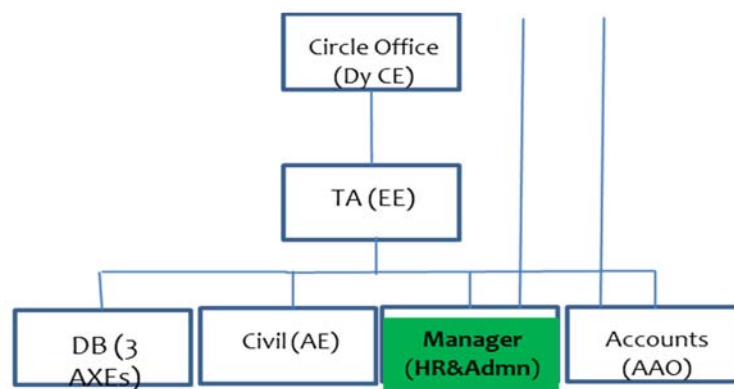 Circle Office
(Dy CE)
TA (EE)
DB (3
AXEs)
Civil (AE)
Manager
(HR&Admn)
Accounts
(AAO)